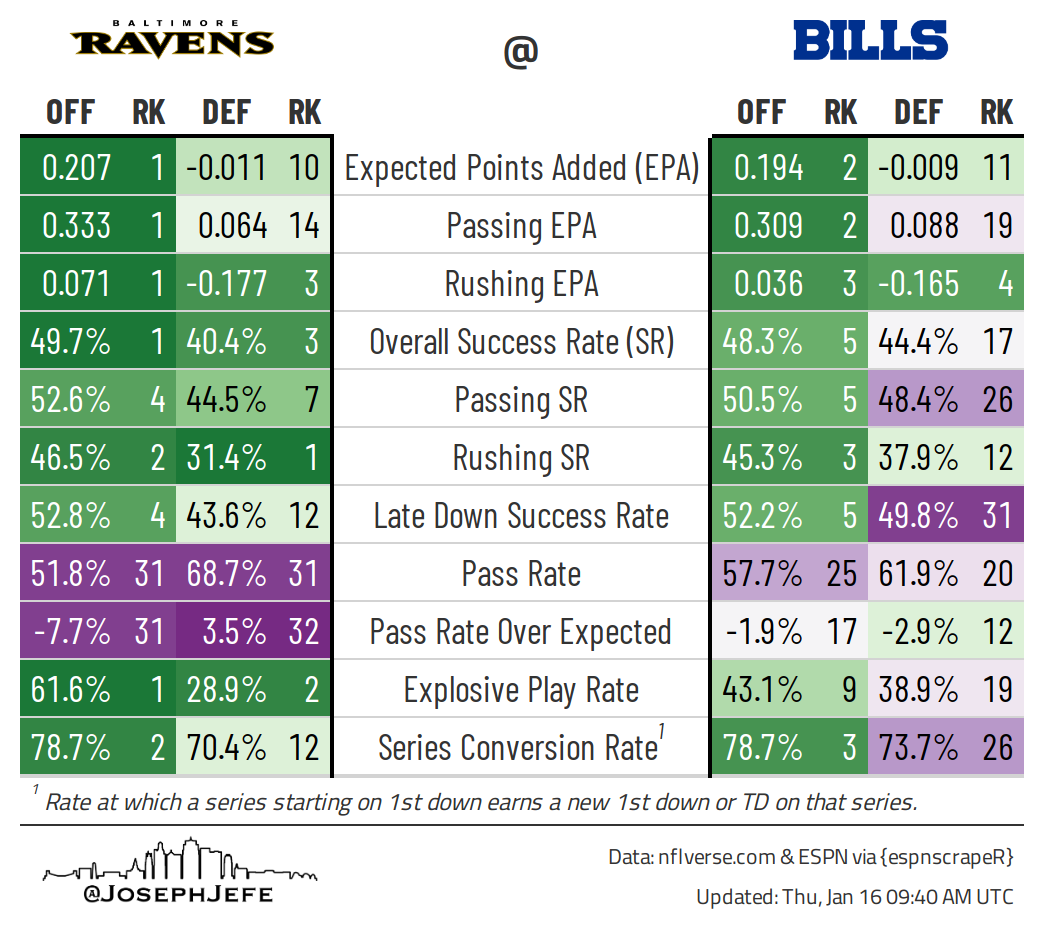 BALTIMORE
RAVENS
@
BILLS
OFF RK DEF RK OFF RK DEF RK
0.207 1 -0.011 10 Expected Points Added (EPA) 0.194 2 -0.009 11
0.333 1 0.064 14 Passing EPA 0.309 2 0.088 19
0.071 1 -0.177 3 Rushing EPA 0.036 3 -0.165 4
49.7% 1 40.4% 3 Overall Success Rate (SR) 48.3% 5 44.4% 17
52.6% 4 44.5% 7 Passing SR 50.5% 5 48.4% 26
46.5% 2 31.4% 1 Rushing SR 45.3% 3 37.9% 12
52.8% 4 43.6% 12 Late Down Success Rate 52.2% 5 49.8% 31
51.8% 31 68.7% 31 Pass Rate 57.7% 25 61.9% 20
-7.7% 31 3.5% 32 Pass Rate Over Expected -1.9% 17 -2.9% 12
61.6% 1 28.9% 2 Explosive Play Rate 43.1% 9 38.9% 19
78.7% 2 70.4% 12 Series Conversion Rate1 78.7% 3 73.7% 26
1 Rate at which a series starting on 1st down earns a new 1st down or TD on that series.
@JosephJefe
Data: nflverse.com & ESPN via {espnscrapeR}
Updated: Thu, Jan 16 09:40 AM UTC